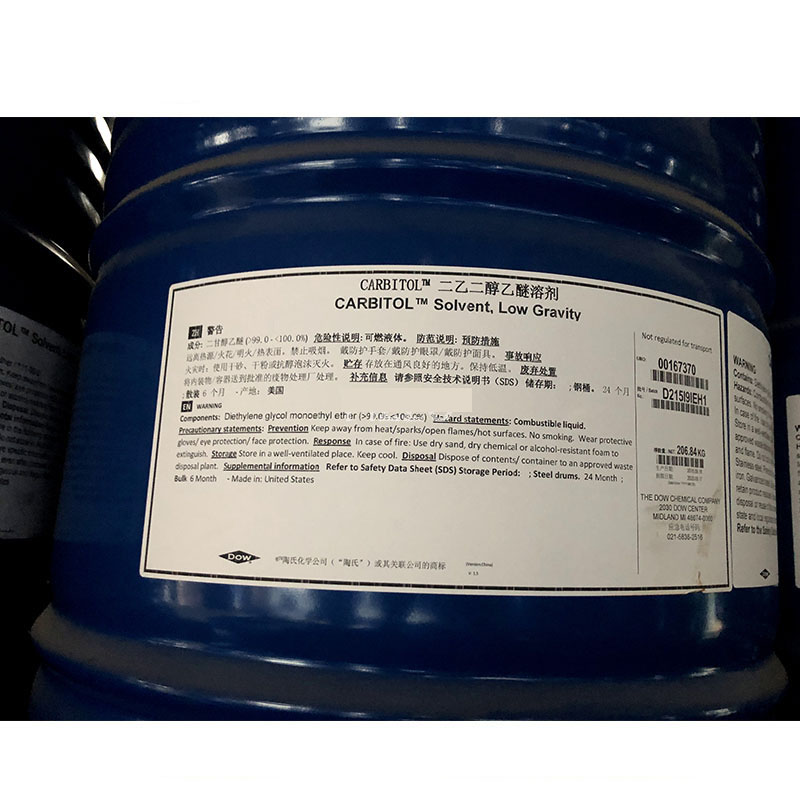 CARBITOL™ 二乙二醇乙醚溶剂
CARBITOL™ Solvent, Low Gravity
ZH 警告
成分: 二甘醇乙醚 (>99.0 - <100.0%) 危险性说明: 可燃液体。 防范说明: 预防措施
远离热源/火花/明火/热表面。禁止吸烟。 戴防护手套/戴防护眼罩/戴防护面具。 事故响应
火灾时: 使用干砂、干粉或抗醇泡沫灭火。 贮存 存放在通风良好的地方。保持低温。 废弃处置
将内装物/容器送到批准的废物处理厂处理。 补充信息 请参照安全技术说明书 (SDS) 储存期: ; 钢桶。 24 个月
散装 6 个月 . 产地: 美国
EN WARNING
Components: Diethylene glycol monoethyl ether Hazard statements: Combustible liquid.
Precautionary statements: Prevention Keep away from heat/sparks/open flames/hot surfaces. No smoking. Wear protective
gloves/ eye protection/ face protection. Response In case of fire: Use dry sand, dry chemical or alcohol-resistant foam to
extinguish. Storage Store in a well-ventilated place. Keep cool. Disposal Dispose of contents/ container to an approved waste
disposal plant. Supplemental information Refer to Safety Data Sheet (SDS) Storage Period: ; Steel drums. 24 Month ;
Bulk 6 Month - Made in: United States
DOW
®™陶氏化学公司 (“陶氏”) 或其关联公司的商标
Not regulated for transport
00167370
D215I9IEH1
206.84 KG
THE DOW CHEMICAL COMPANY
2030 DOW CENTER
MIDLAND MI 48674-0000
应急电话号码:
021-5838-2516
WARNING
DOW